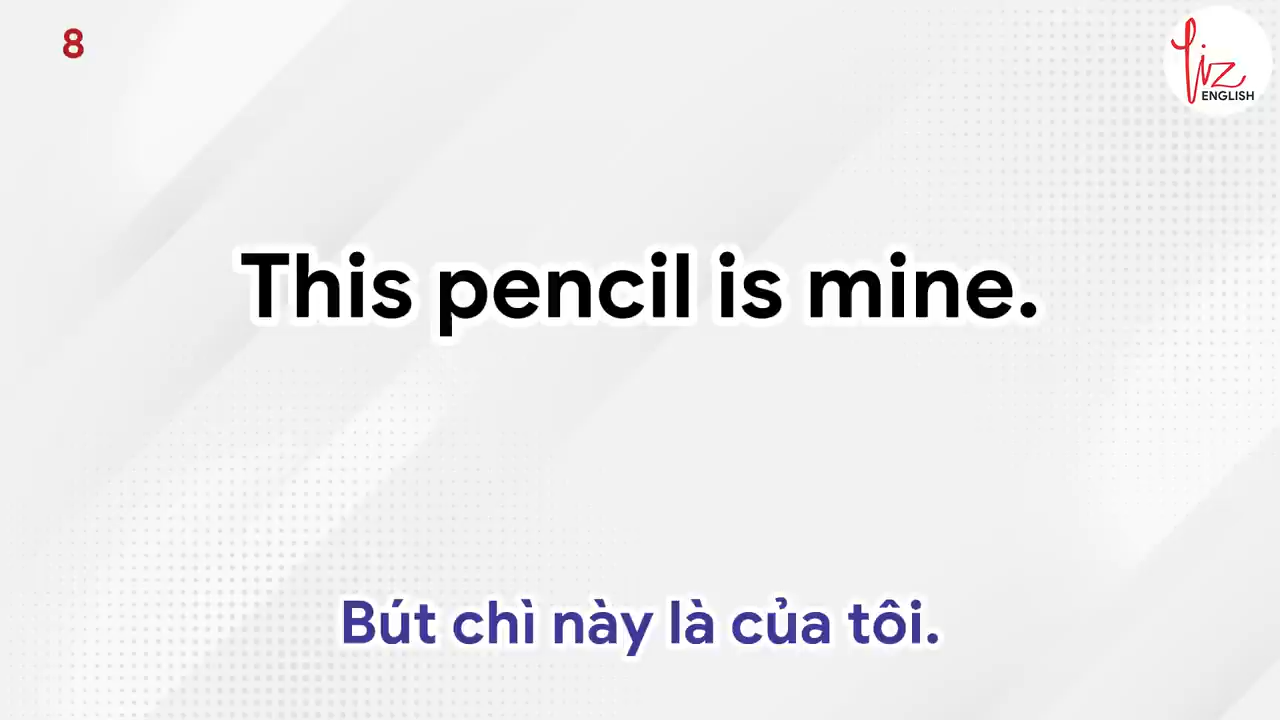 8
Liz
ENGLISH
This pencil is mine.
Bút chì này là của tôi.